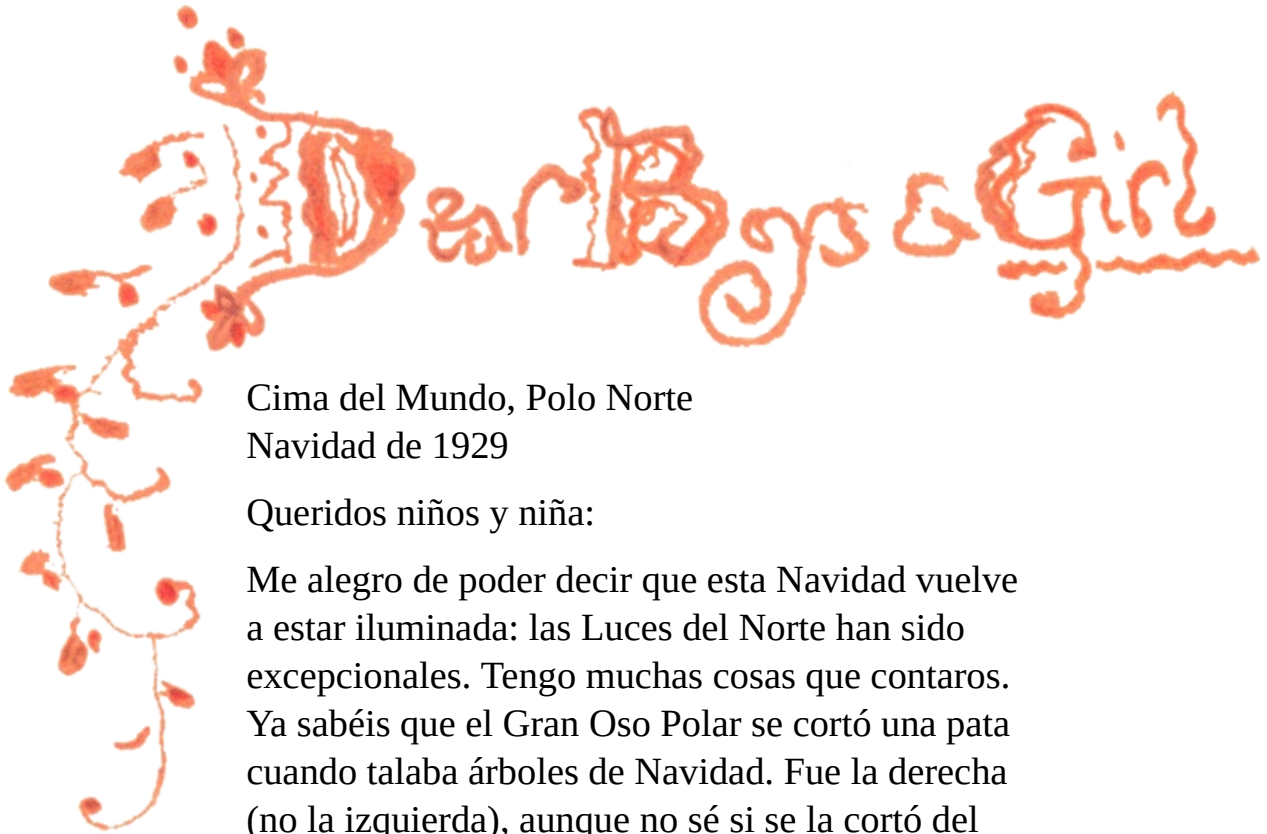 Dear Boys & Girl
Cima del Mundo, Polo Norte
Navidad de 1929
Queridos niños y niña:
Me alegro de poder decir que esta Navidad vuelve
a estar iluminada: las Luces del Norte han sido
excepcionales. Tengo muchas cosas que contaros.
Ya sabéis que el Gran Oso Polar se cortó una pata
cuando talaba árboles de Navidad. Fue la derecha
(no la izquierda), aunque no sé si se la cortó del